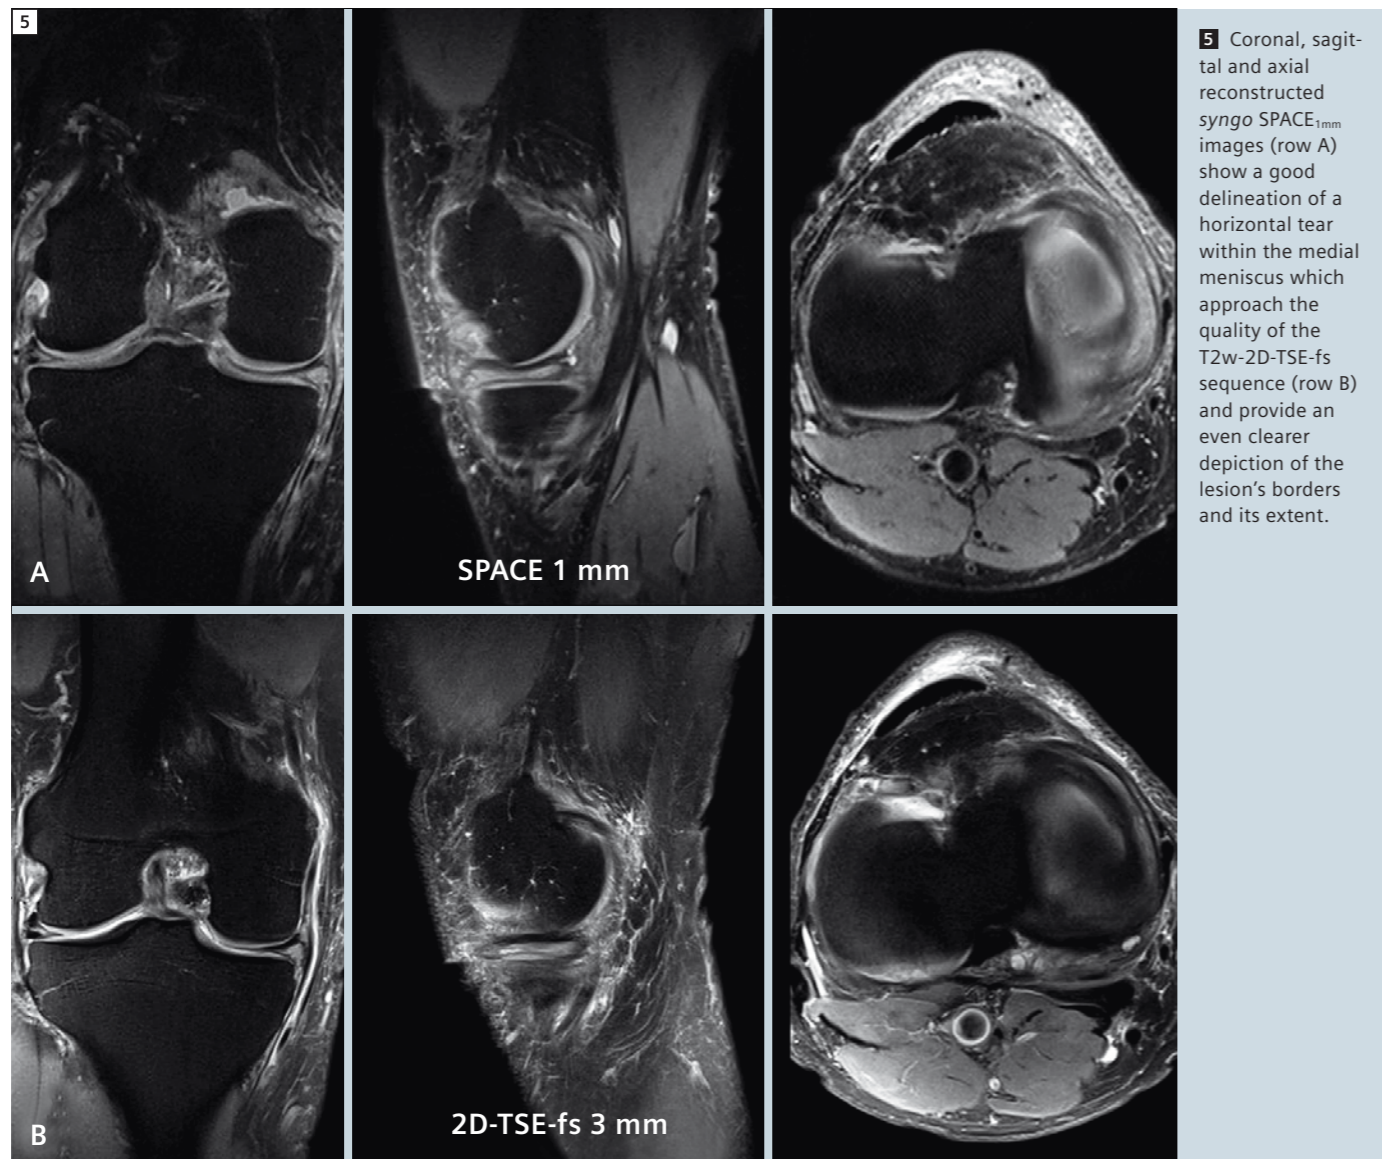 5
A
SPACE 1 mm
B
2D-TSE-fs 3 mm
5 Coronal, sagit-
tal and axial
reconstructed
syngo SPACE1mm
images (row A)
show a good
delineation of a
horizontal tear
within the medial
meniscus which
approach the
quality of the
T2w-2D-TSE-fs
sequence (row B)
and provide an
even clearer
depiction of the
lesion’s borders
and its extent.